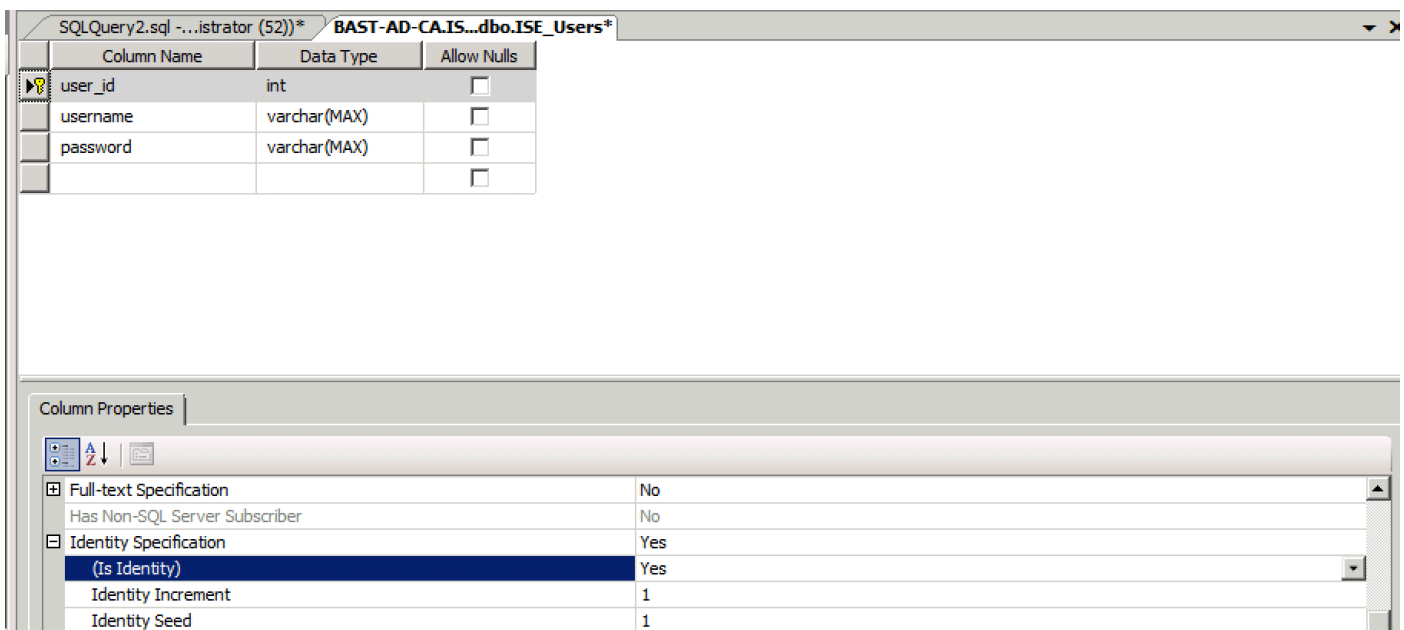 SQLQuery2.sql -...istrator (52))* BAST-AD-CA.IS...dbo.ISE_Users*
Column Name Data Type Allow Nulls
user_id int
username varchar(MAX)
password varchar(MAX)
Column Properties
Full-text Specification No
Has Non-SQL Server Subscriber No
Identity Specification Yes
(Is Identity) Yes
Identity Increment 1
Identity Seed 1